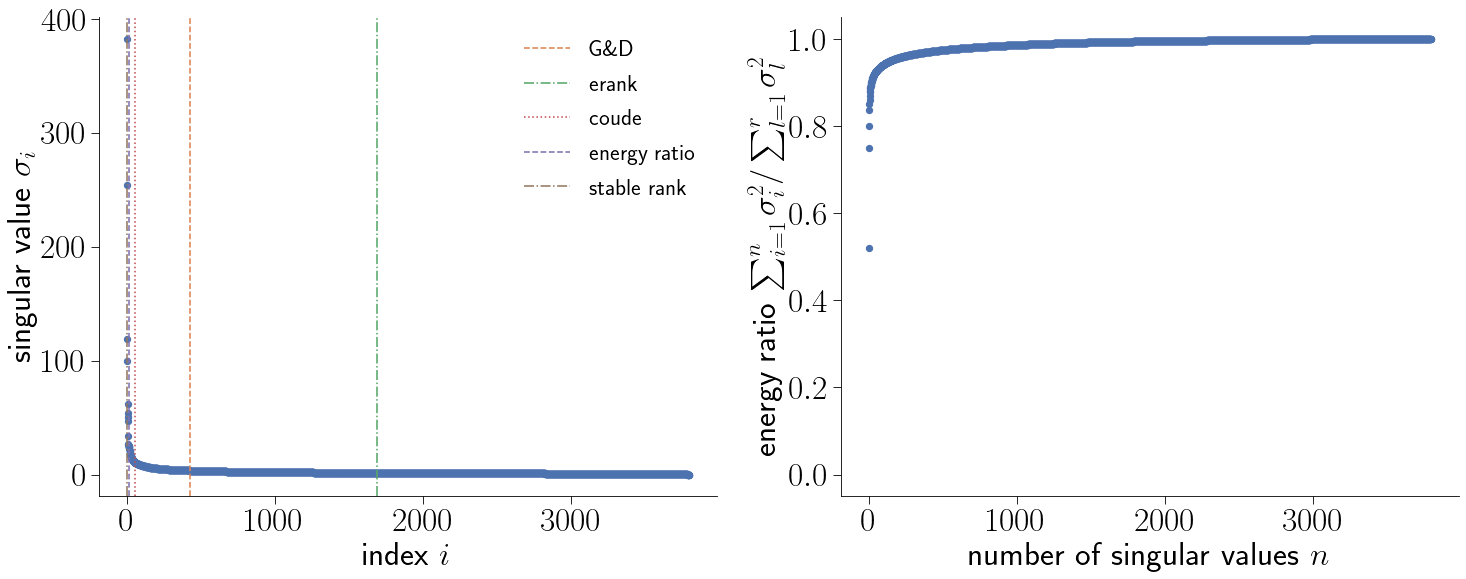 400
300
200
100
0
singular value σ_i
0 1000 2000 3000
index i
G&D
erank
coude
energy ratio
stable rank
1.0
0.8
0.6
0.4
0.2
0.0
energy ratio ∑_{i=1}^{n} σ_i^2 / ∑_{l=1}^{r} σ_l^2
0 1000 2000 3000
number of singular values n